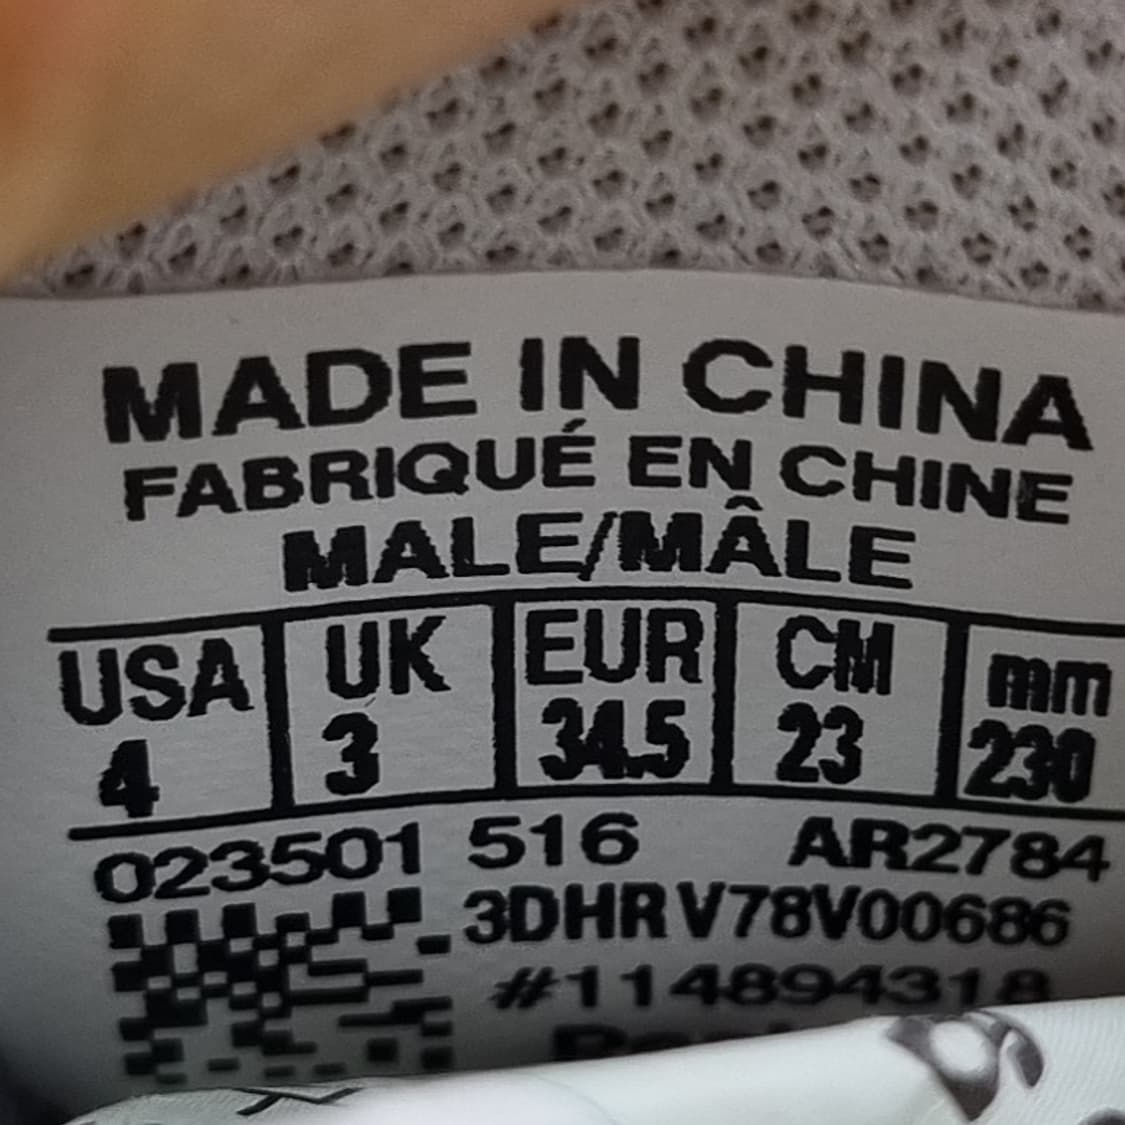 MADE IN CHINA
FABRIQUÉ EN CHINE
MALE/MÂLE
USA UK EUR CM mm
4 3 34.5 23 230
023501 516 AR2784
3DHR V78V00686
#114894318